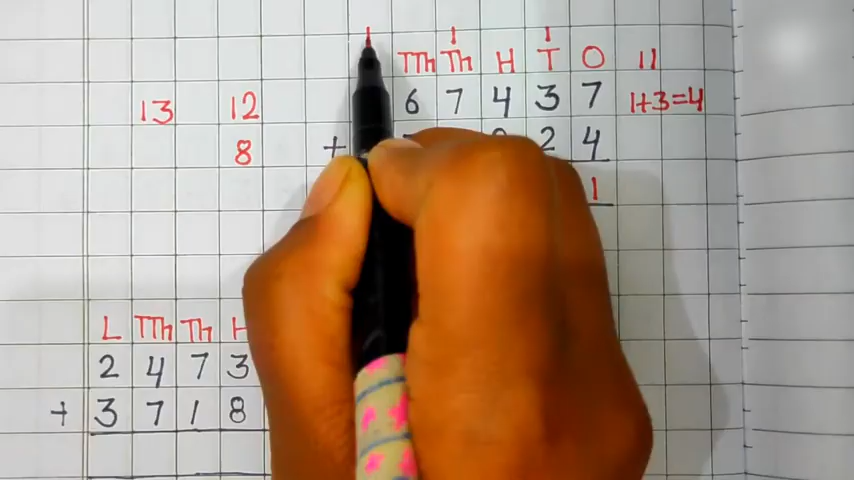 1 1 1
TTh Th H T O 11
13 12 6 7 4 3 7 1+3=4
8 + 2 4
1
L TTh Th H
2 4 7 3
+ 3 7 1 8